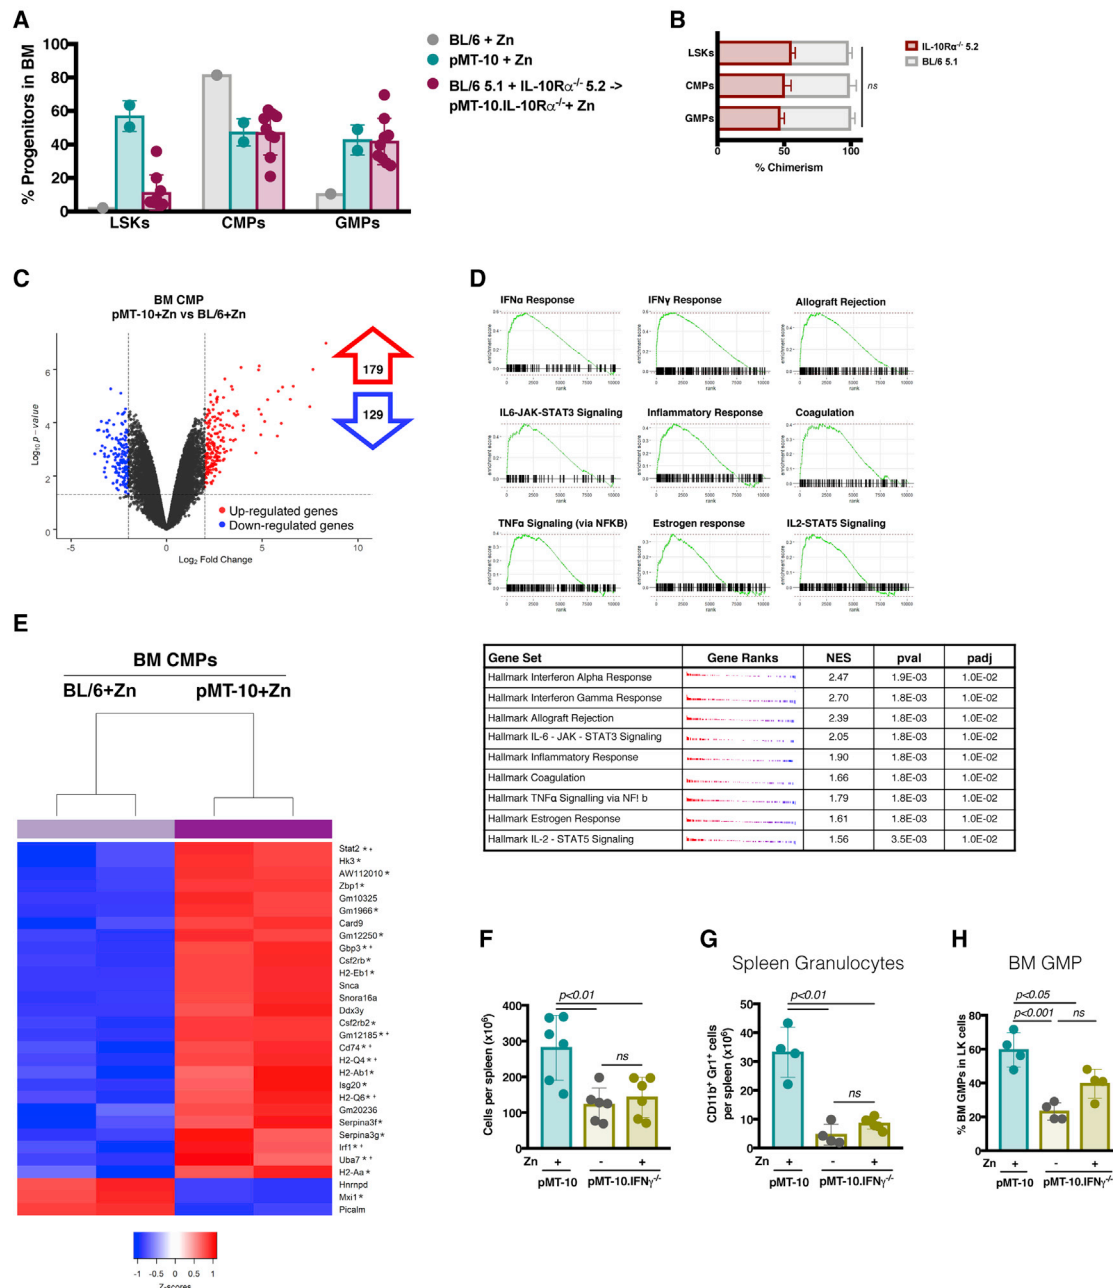 A
% Progenitors in BM
100
80
60
40
20
0
LSKs
CMPs
GMPs
BL/6 + Zn
pMT-10 + Zn
BL/6 5.1 + IL-10Rα-/- 5.2 ->
pMT-10.IL-10Rα-/-+ Zn
B
LSKs
CMPs
GMPs
0
50
100
% Chimerism
ns
IL-10Rα-/- 5.2
BL/6 5.1
C
BM CMP
pMT-10+Zn vs BL/6+Zn
179
129
Log10 p-value
6
4
2
0
Up-regulated genes
Down-regulated genes
-5
0
5
10
Log2 Fold Change
D
IFNα Response
IFNγ Response
Allograft Rejection
IL6-JAK-STAT3 Signaling
Inflammatory Response
Coagulation
TNFα Signaling (via NFKB)
Estrogen response
IL2-STAT5 Signaling
enrichment score
rank
0
2500
5000
7500
10000
Gene Set
Gene Ranks
NES
pval
padj
Hallmark Interferon Alpha Response 2.47 1.9E-03 1.0E-02
Hallmark Interferon Gamma Response 2.70 1.8E-03 1.0E-02
Hallmark Allograft Rejection 2.39 1.8E-03 1.0E-02
Hallmark IL-6 - JAK - STAT3 Signaling 2.05 1.8E-03 1.0E-02
Hallmark Inflammatory Response 1.90 1.8E-03 1.0E-02
Hallmark Coagulation 1.66 1.8E-03 1.0E-02
Hallmark TNFα Signalling via NF! b 1.79 1.8E-03 1.0E-02
Hallmark Estrogen Response 1.61 1.8E-03 1.0E-02
Hallmark IL-2 - STAT5 Signaling 1.56 3.5E-03 1.0E-02
E
BM CMPs
BL/6+Zn
pMT-10+Zn
Stat2 * +
Hk3 *
AW112010 *
Zbp1 *
Gm10325
Gm1966 *
Card9
Gm12250 *
Gbp3 * +
Csf2rb *
H2-Eb1 *
Snca
Snora16a
Ddx3y
Csf2rb2 *
Gm12185 * +
Cd74 * +
H2-Q4 * +
H2-Ab1 *
Isg20 *
H2-Q6 * +
Gm20236
Serpina3f *
Serpina3g *
Irf1 * +
Uba7 * +
H2-Aa *
Hnrnpd
Mxi1 *
Picalm
-1
-0.5
0
0.5
1
Z-scores
F
Cells per spleen (x10⁶)
400
300
200
100
0
p<0.01
ns
Zn
+
-
+
pMT-10
pMT-10.IFNγ-/-
G
Spleen Granulocytes
CD11b+ Gr1+ cells
per spleen (x10⁶)
50
40
30
20
10
0
p<0.01
ns
Zn
+
-
+
pMT-10
pMT-10.IFNγ-/-
H
BM GMP
% BM GMPs in LK cells
80
60
40
20
0
p<0.05
p<0.001
ns
Zn
+
-
+
pMT-10
pMT-10.IFNγ-/-